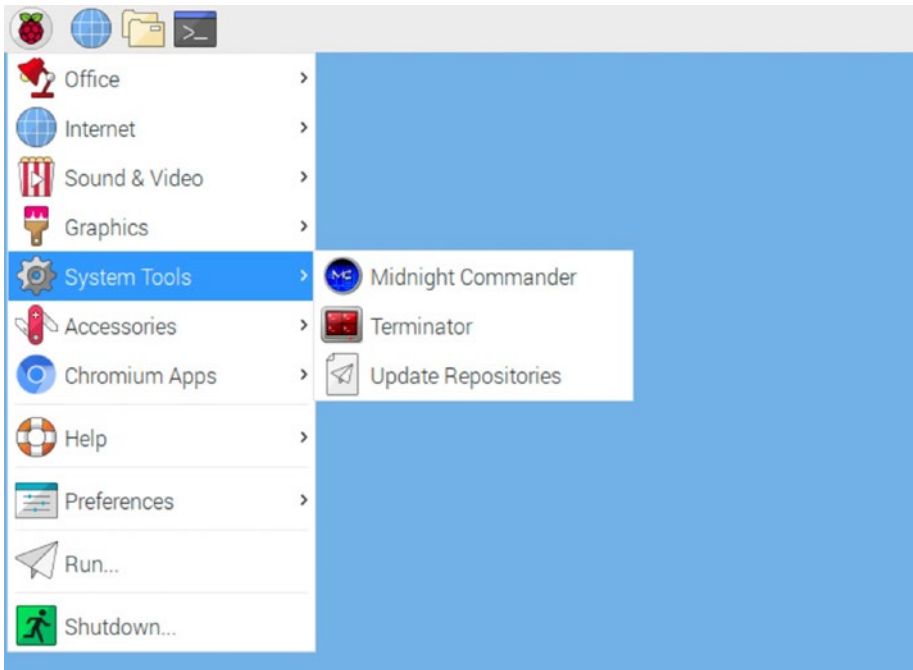 >_
Office
Internet
Sound & Video
Graphics
System Tools
Midnight Commander
Accessories
Terminator
Chromium Apps
Update Repositories
Help
Preferences
Run...
Shutdown...